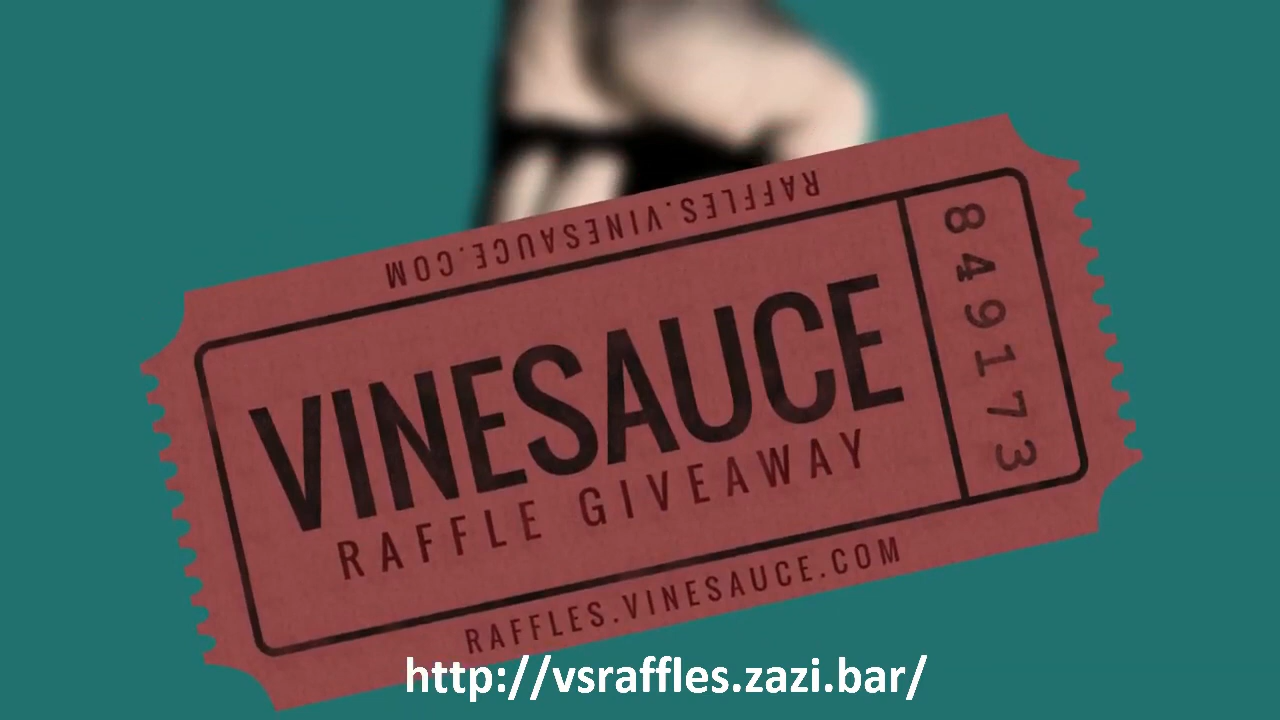 RAFFLES.VINESAUCE.COM
VINESAUCE
RAFFLE GIVEAWAY
849173
RAFFLES.VINESAUCE.COM
http://vsraffles.zazi.bar/